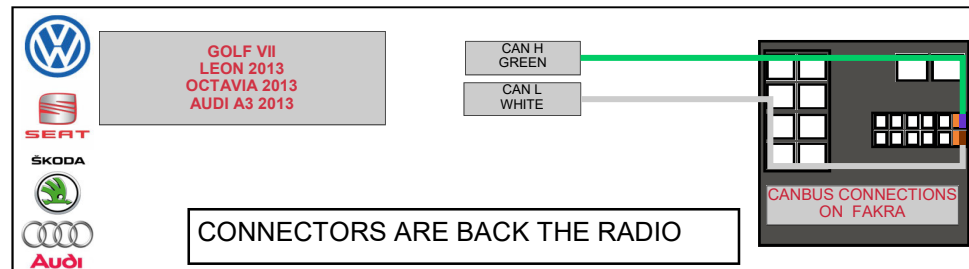 GOLF VII
LEON 2013
OCTAVIA 2013
AUDI A3 2013
CAN H
GREEN
CAN L
WHITE
SEAT
ŠKODA
Audi
CANBUS CONNECTIONS
ON FAKRA
CONNECTORS ARE BACK THE RADIO